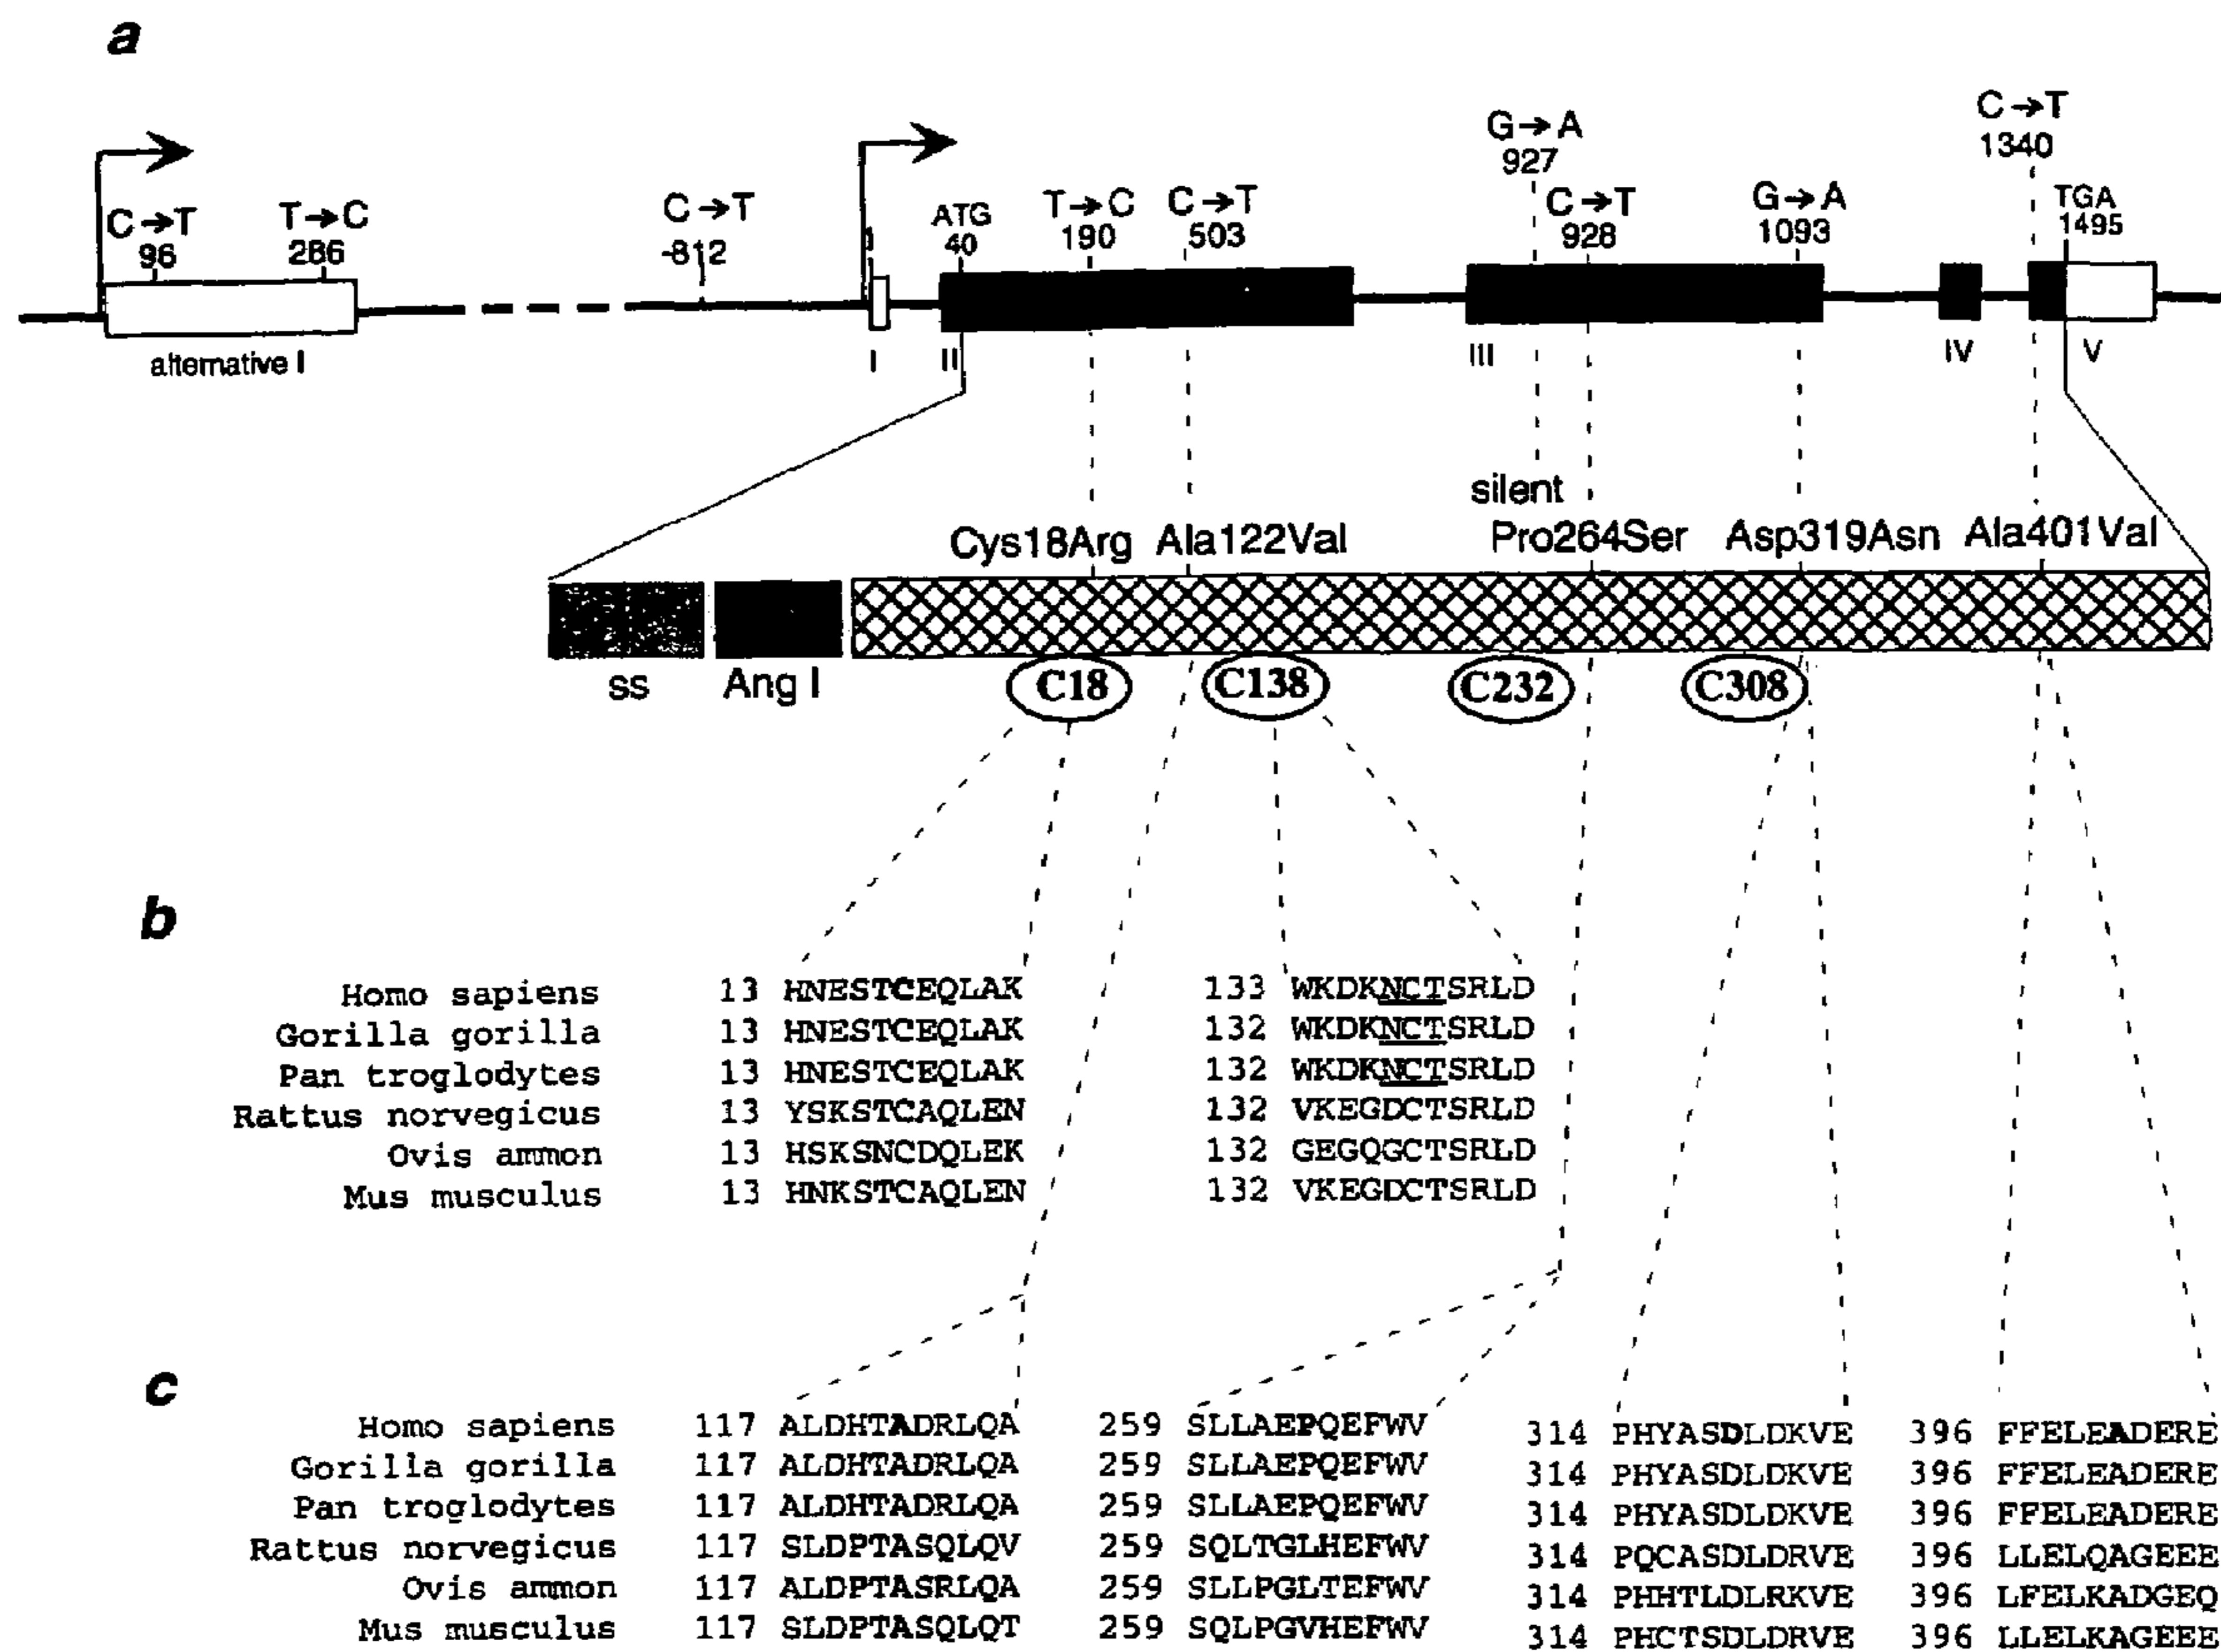 a
C→T
1340
G→A
927
C→T
96
T→C
286
C→T
-812
ATG
40
T→C
190
C→T
503
C→T
928
G→A
1093
TGA
1495
alternative I
I
II
III
IV
V
silent
Cys18Arg
Ala122Val
Pro264Ser
Asp319Asn
Ala401Val
ss
Ang I
C18
C138
C232
C308
b
Homo sapiens 13 HNESTCEQLAK 133 WKDKNCTSRLD
Gorilla gorilla 13 HNESTCEQLAK 132 WKDKNCTSRLD
Pan troglodytes 13 HNESTCEQLAK 132 WKDKNCTSRLD
Rattus norvegicus 13 YSKSTCAQLEN 132 VKEGDCTSRLD
Ovis ammon 13 HSKSNCDQLEK 132 GEGQGCTSRLD
Mus musculus 13 HNKSTCAQLEN 132 VKEGDCTSRLD
c
Homo sapiens 117 ALDHTADRLQA 259 SLLAEPQEFWV 314 PHYASDLDKVE 396 FFELEADERE
Gorilla gorilla 117 ALDHTADRLQA 259 SLLAEPQEFWV 314 PHYASDLDKVE 396 FFELEADERE
Pan troglodytes 117 ALDHTADRLQA 259 SLLAEPQEFWV 314 PHYASDLDKVE 396 FFELEADERE
Rattus norvegicus 117 SLDPTASQLQV 259 SQLTGLHEFWV 314 PQCASDLDRVE 396 LLELQAGEEE
Ovis ammon 117 ALDPTASRLQA 259 SLLPGLTEFWV 314 PHHTLDLRKVE 396 LFELKADGEQ
Mus musculus 117 SLDPTASQLQT 259 SQLPGVHEFWV 314 PHCTSDLDRVE 396 LLELKAGEEE